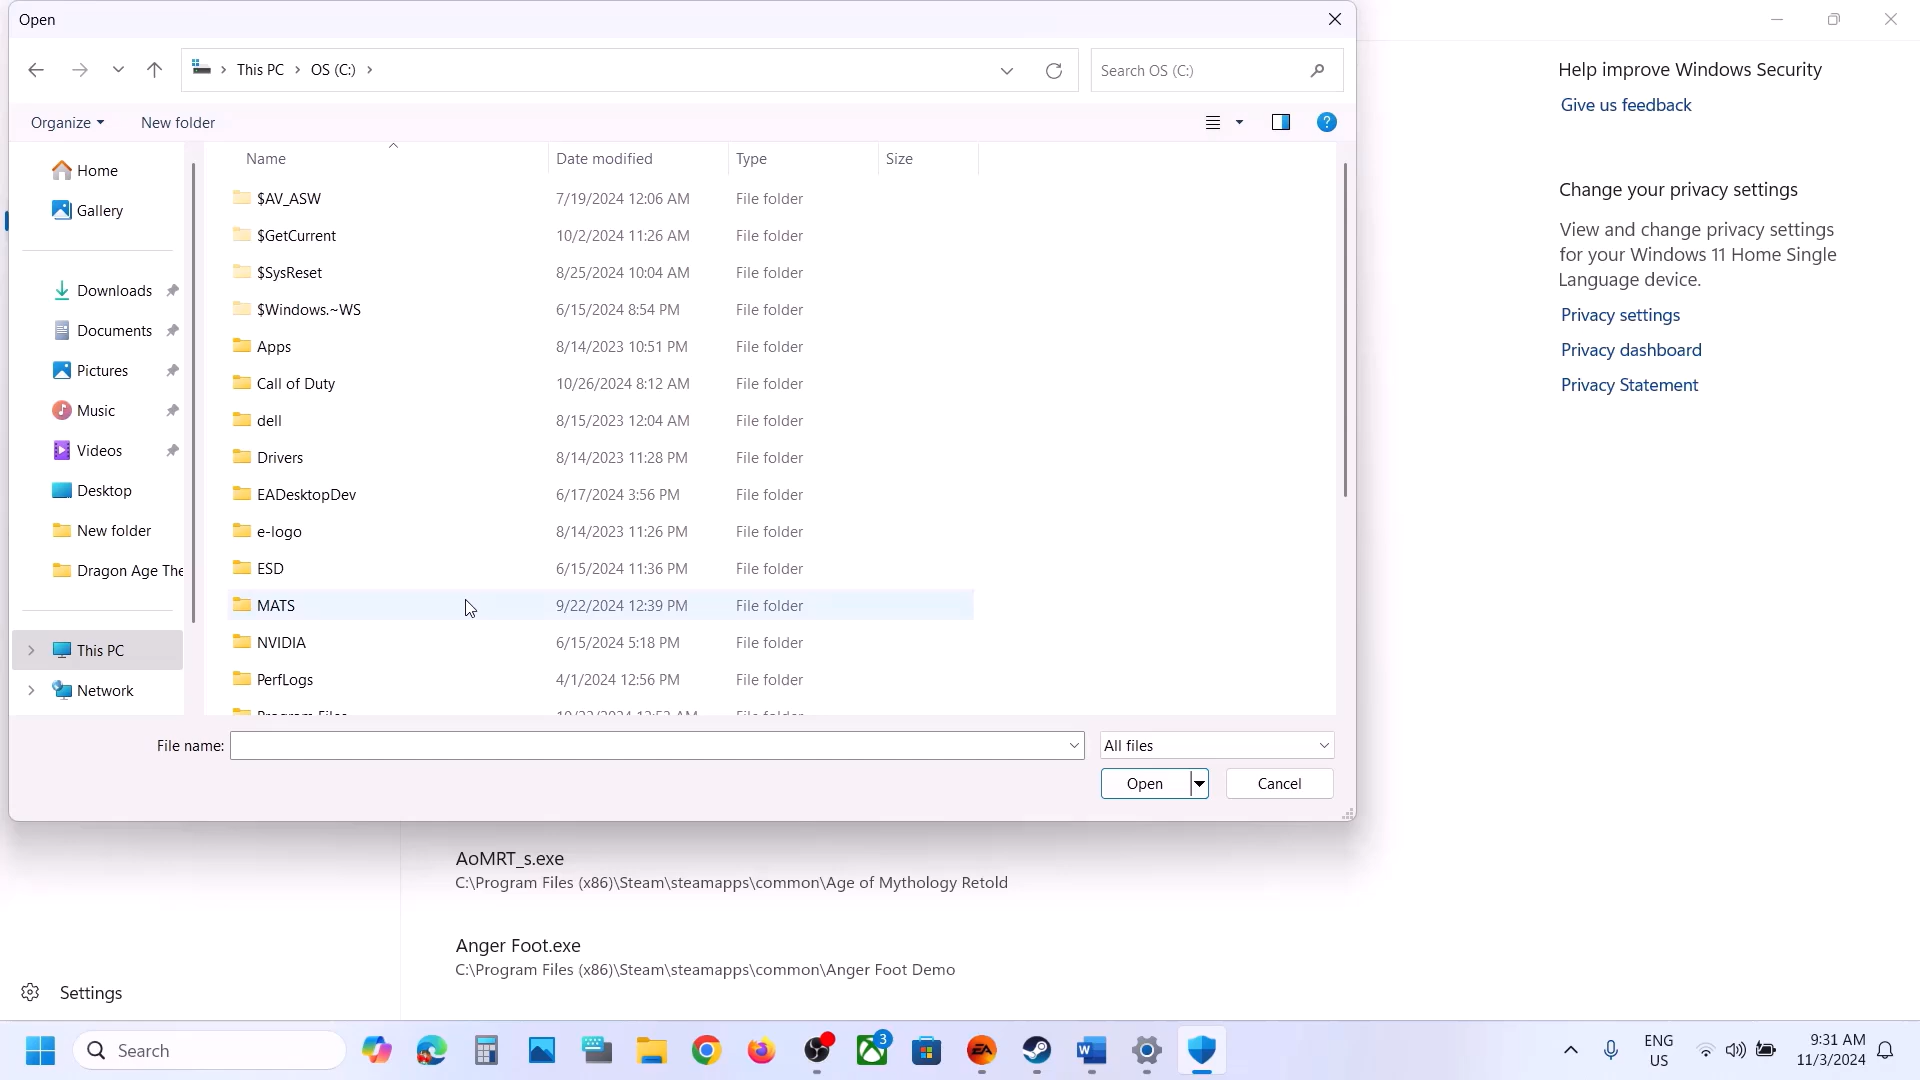 Open
This PC > OS (C:) >
Search OS (C:)
Organize
New folder
Home
Gallery
Downloads
Documents
Pictures
Music
Videos
Desktop
New folder
Dragon Age The
This PC
Network
Name Date modified Type Size
$AV_ASW 7/19/2024 12:06 AM File folder
$GetCurrent 10/2/2024 11:26 AM File folder
$SysReset 8/25/2024 10:04 AM File folder
$Windows.~WS 6/15/2024 8:54 PM File folder
Apps 8/14/2023 10:51 PM File folder
Call of Duty 10/26/2024 8:12 AM File folder
dell 8/15/2023 12:04 AM File folder
Drivers 8/14/2023 11:28 PM File folder
EADesktopDev 6/17/2024 3:56 PM File folder
e-logo 8/14/2023 11:26 PM File folder
ESD 6/15/2024 11:36 PM File folder
MATS 9/22/2024 12:39 PM File folder
NVIDIA 6/15/2024 5:18 PM File folder
PerfLogs 4/1/2024 12:56 PM File folder
File name:
All files
Open
Cancel
Help improve Windows Security
Give us feedback
Change your privacy settings
View and change privacy settings
for your Windows 11 Home Single
Language device.
Privacy settings
Privacy dashboard
Privacy Statement
AoMRT_s.exe
C:\Program Files (x86)\Steam\steamapps\common\Age of Mythology Retold
Anger Foot.exe
C:\Program Files (x86)\Steam\steamapps\common\Anger Foot Demo
Settings
Search
3
ENG
US
9:31 AM
11/3/2024